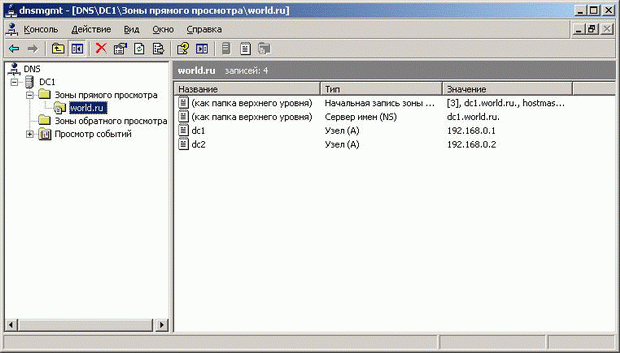 dnsmgmt - [DNS\DC1\Зоны прямого просмотра\world.ru]
Консоль Действие Вид Окно Справка
DNS
DC1
Зоны прямого просмотра
world.ru
Зоны обратного просмотра
Просмотр событий
world.ru записей: 4
Название Тип Значение
(как папка верхнего уровня) Начальная запись зоны ... [3], dc1.world.ru., hostmas...
(как папка верхнего уровня) Сервер имен (NS) dc1.world.ru.
dc1 Узел (A) 192.168.0.1
dc2 Узел (A) 192.168.0.2